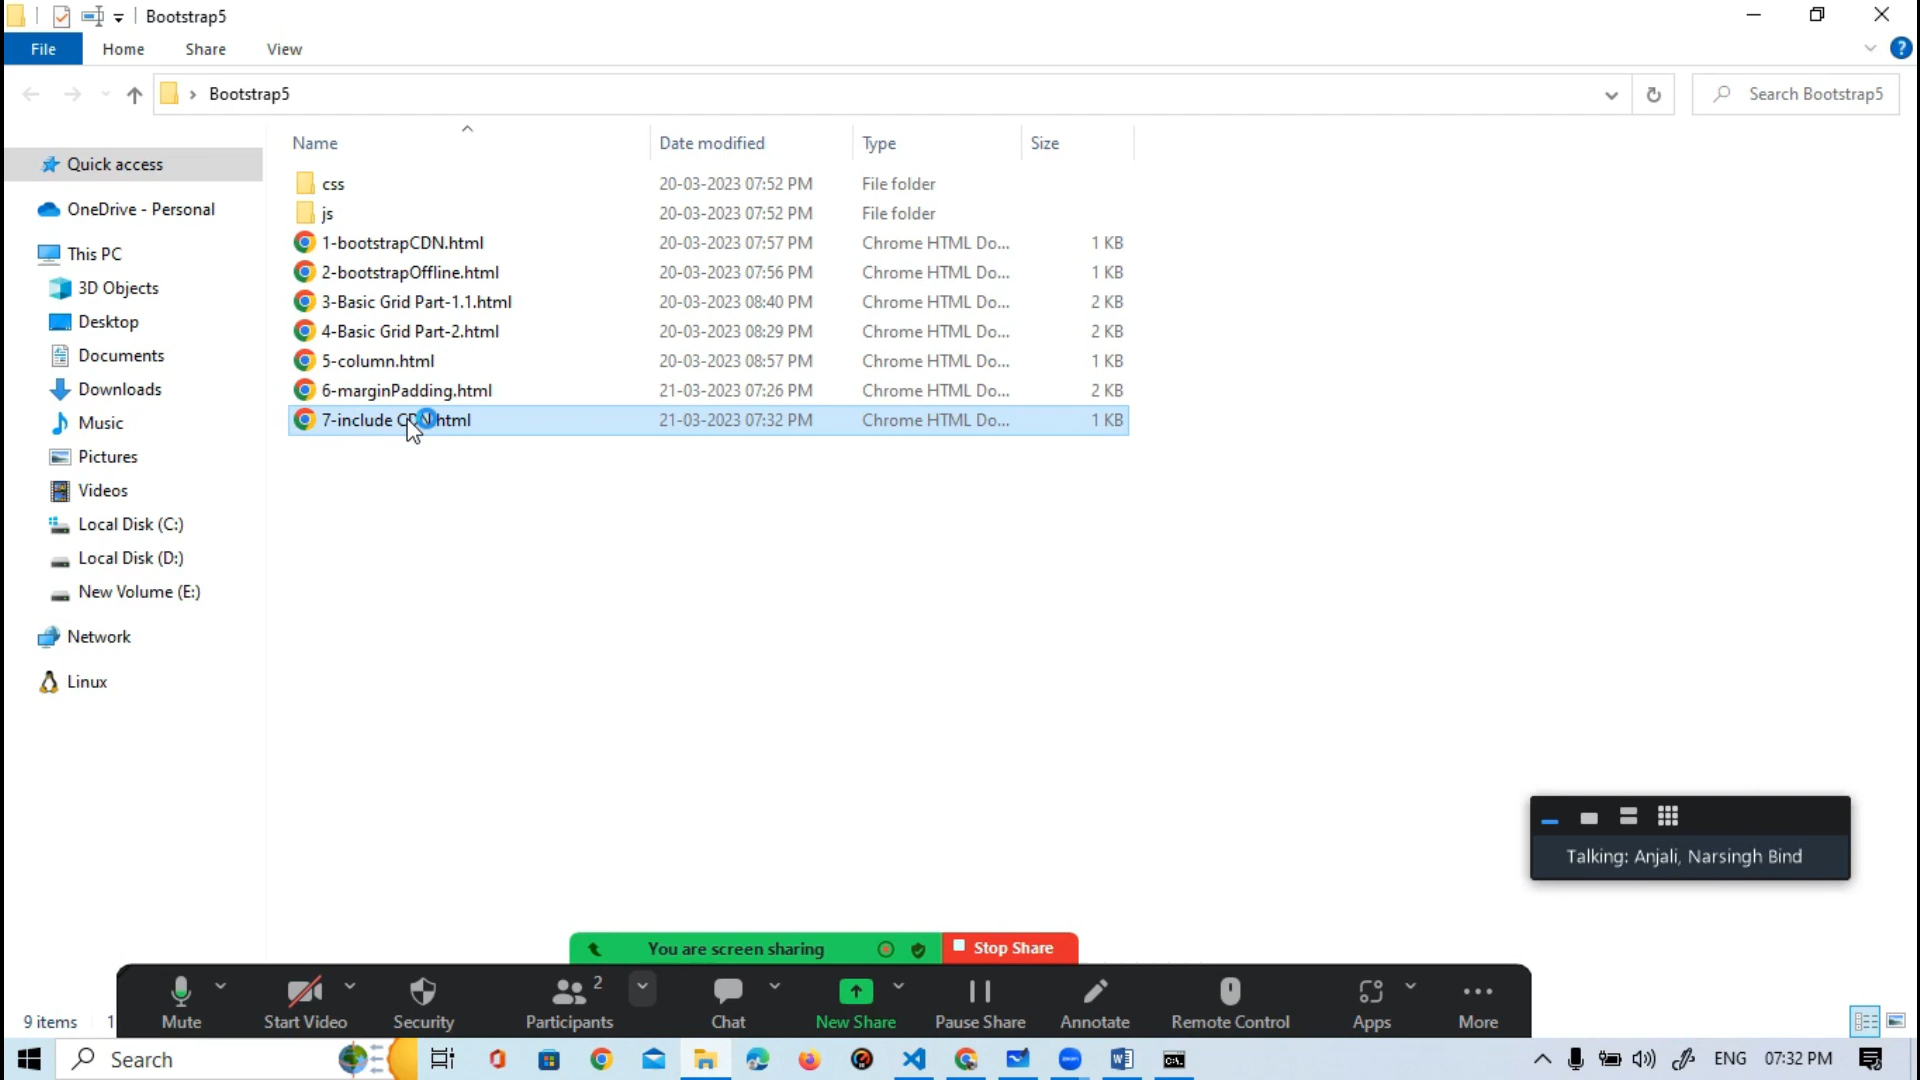 Bootstrap5
File Home Share View
Bootstrap5 Search Bootstrap5
Name Date modified Type Size
Quick access
OneDrive - Personal
This PC
3D Objects
Desktop
Documents
Downloads
Music
Pictures
Videos
Local Disk (C:)
Local Disk (D:)
New Volume (E:)
Network
Linux
css 20-03-2023 07:52 PM File folder
js 20-03-2023 07:52 PM File folder
1-bootstrapCDN.html 20-03-2023 07:57 PM Chrome HTML Do... 1 KB
2-bootstrapOffline.html 20-03-2023 07:56 PM Chrome HTML Do... 1 KB
3-Basic Grid Part-1.1.html 20-03-2023 08:40 PM Chrome HTML Do... 2 KB
4-Basic Grid Part-2.html 20-03-2023 08:29 PM Chrome HTML Do... 2 KB
5-column.html 20-03-2023 08:57 PM Chrome HTML Do... 1 KB
6-marginPadding.html 21-03-2023 07:26 PM Chrome HTML Do... 2 KB
7-include CDN.html 21-03-2023 07:32 PM Chrome HTML Do... 1 KB
Talking: Anjali, Narsingh Bind
You are screen sharing Stop Share
2
Mute Start Video Security Participants Chat New Share Pause Share Annotate Remote Control Apps More
9 items 1
Search ENG 07:32 PM